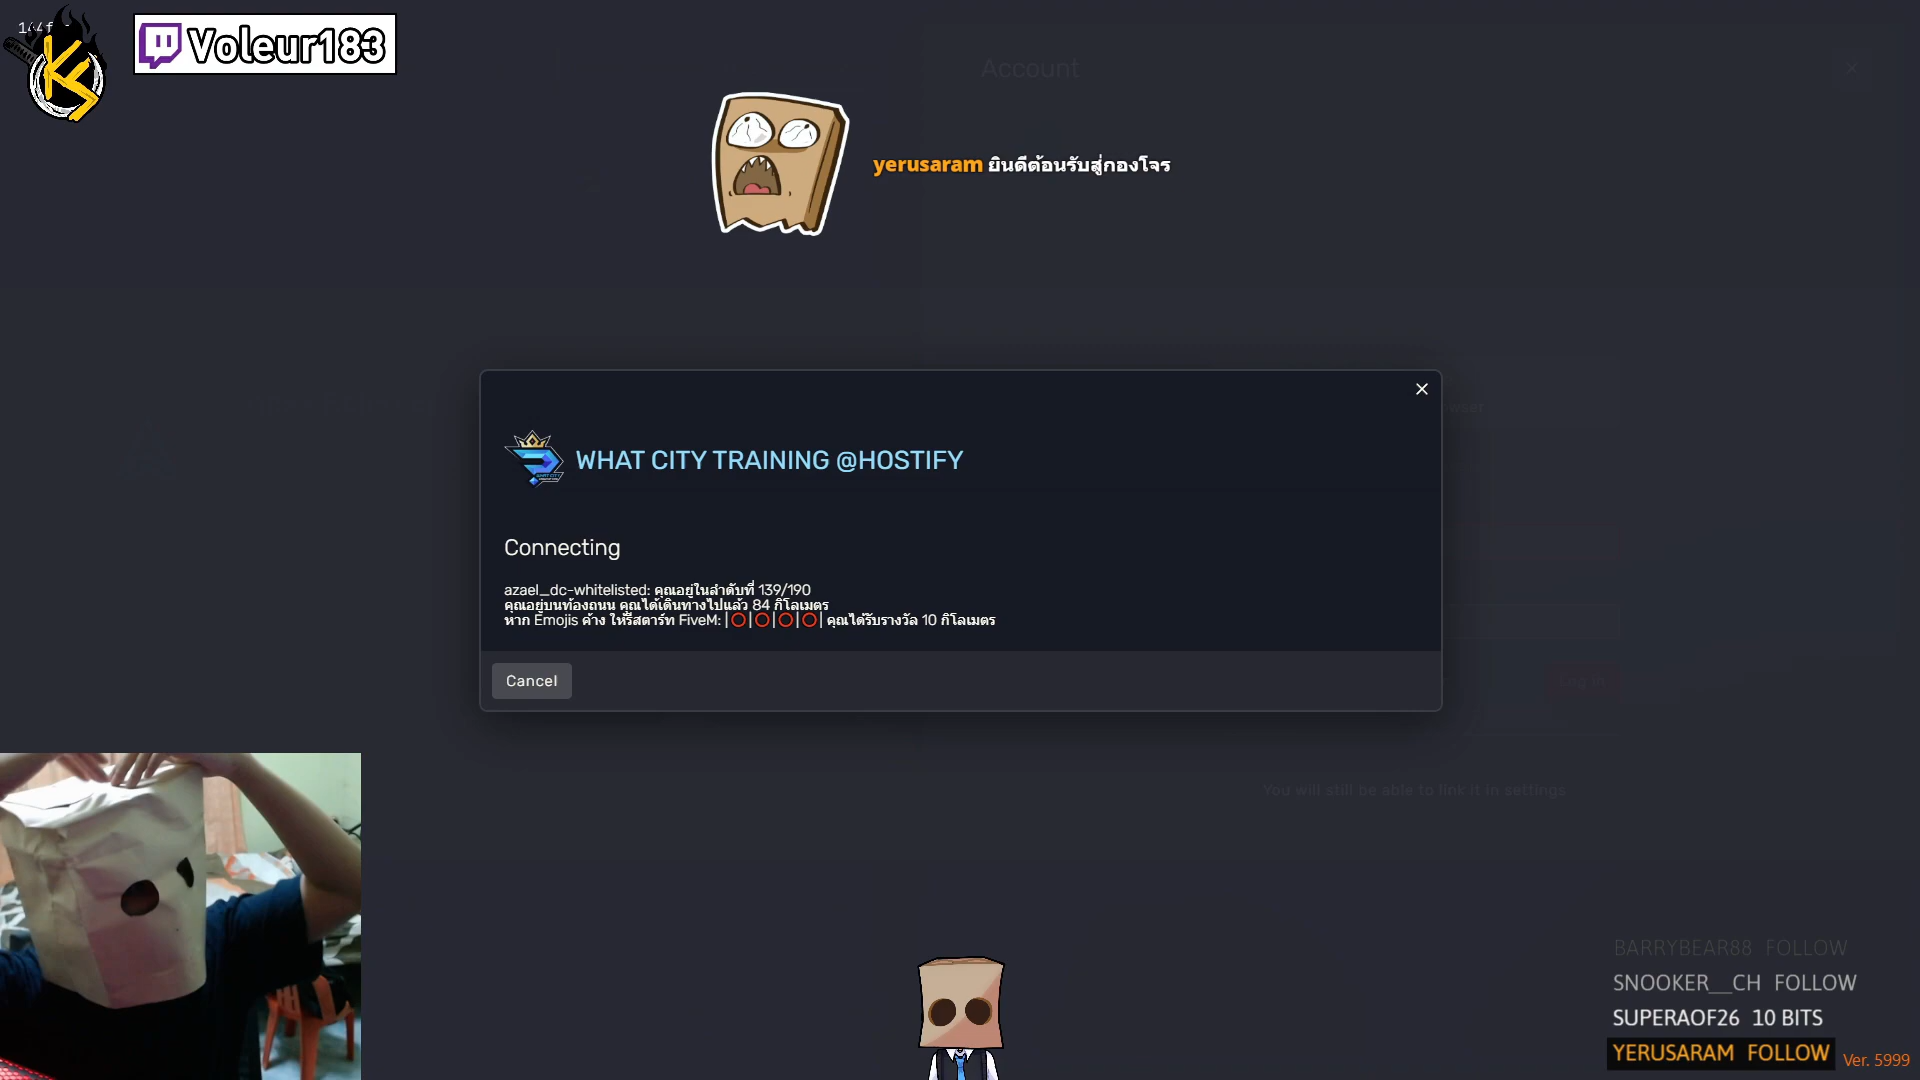 Voleur183
Account
yerusaram ยินดีต้อนรับสู่กองโจร
WHAT CITY TRAINING @HOSTIFY
Connecting
azael_dc-whitelisted: คุณอยู่ในลำดับที่ 139/190
คุณอยู่บนท้องถนน คุณได้เดินทางไปแล้ว 84 กิโลเมตร
หาก Emojis ค้าง ให้รีสตาร์ท FiveM: |⭕|⭕|⭕|⭕| คุณได้รับรางวัล 10 กิโลเมตร
Cancel
Log in
You will still be able to link it in settings
BARRYBEAR88 FOLLOW
SNOOKER__CH FOLLOW
SUPERAOF26 10 BITS
YERUSARAM FOLLOW
Ver. 5999